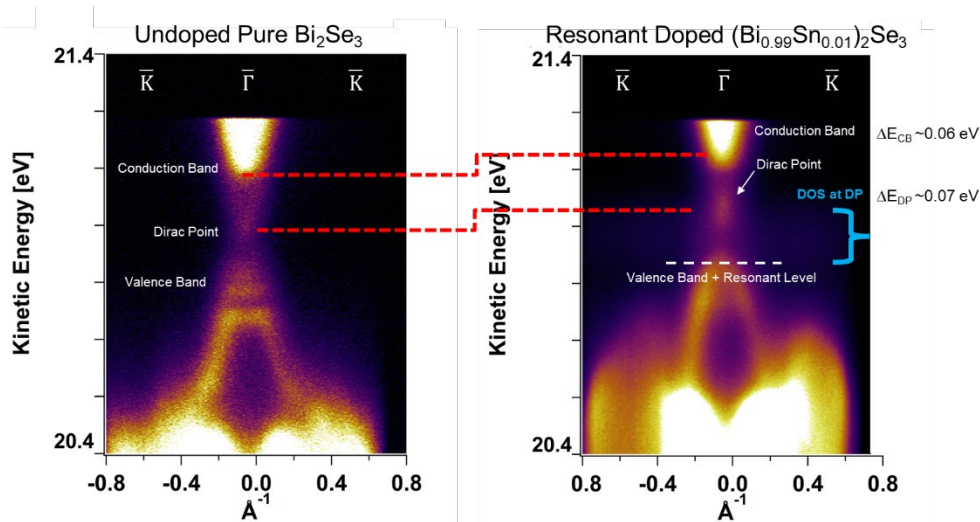 Undoped Pure Bi₂Se₃
21.4
K̅ Γ̅ K̅
Conduction Band
Dirac Point
Valence Band
Kinetic Energy [eV]
20.4
-0.8 -0.4 0.0 0.4 0.8
Å⁻¹
Resonant Doped (Bi₀.₉₉Sn₀.₀₁)₂Se₃
21.4
K̅ Γ̅ K̅
Conduction Band
Dirac Point
DOS at DP
Valence Band + Resonant Level
Kinetic Energy [eV]
20.4
-0.8 -0.4 0.0 0.4 0.8
Å⁻¹
ΔE_CB ~0.06 eV
ΔE_DP ~0.07 eV